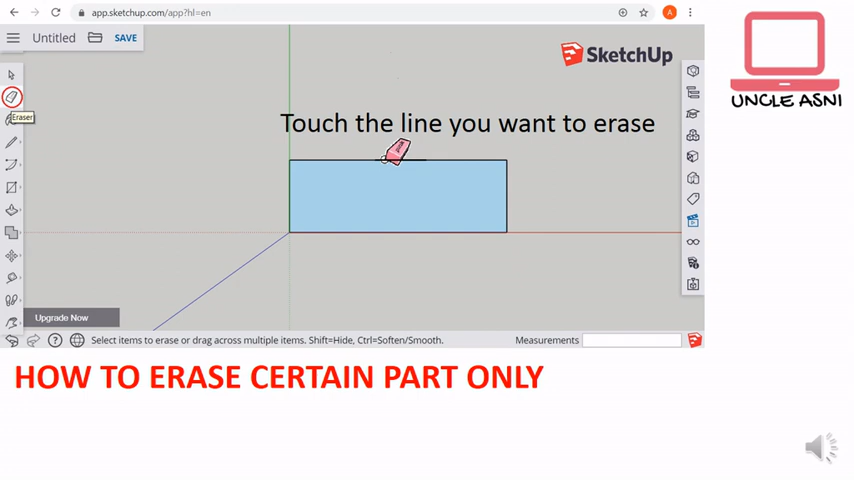 app.sketchup.com/app?hl=en
A
Untitled
SAVE
SketchUp
UNCLE ASNI
Eraser
Touch the line you want to erase
Upgrade Now
Select items to erase or drag across multiple items. Shift=Hide, Ctrl=Soften/Smooth.
Measurements
HOW TO ERASE CERTAIN PART ONLY